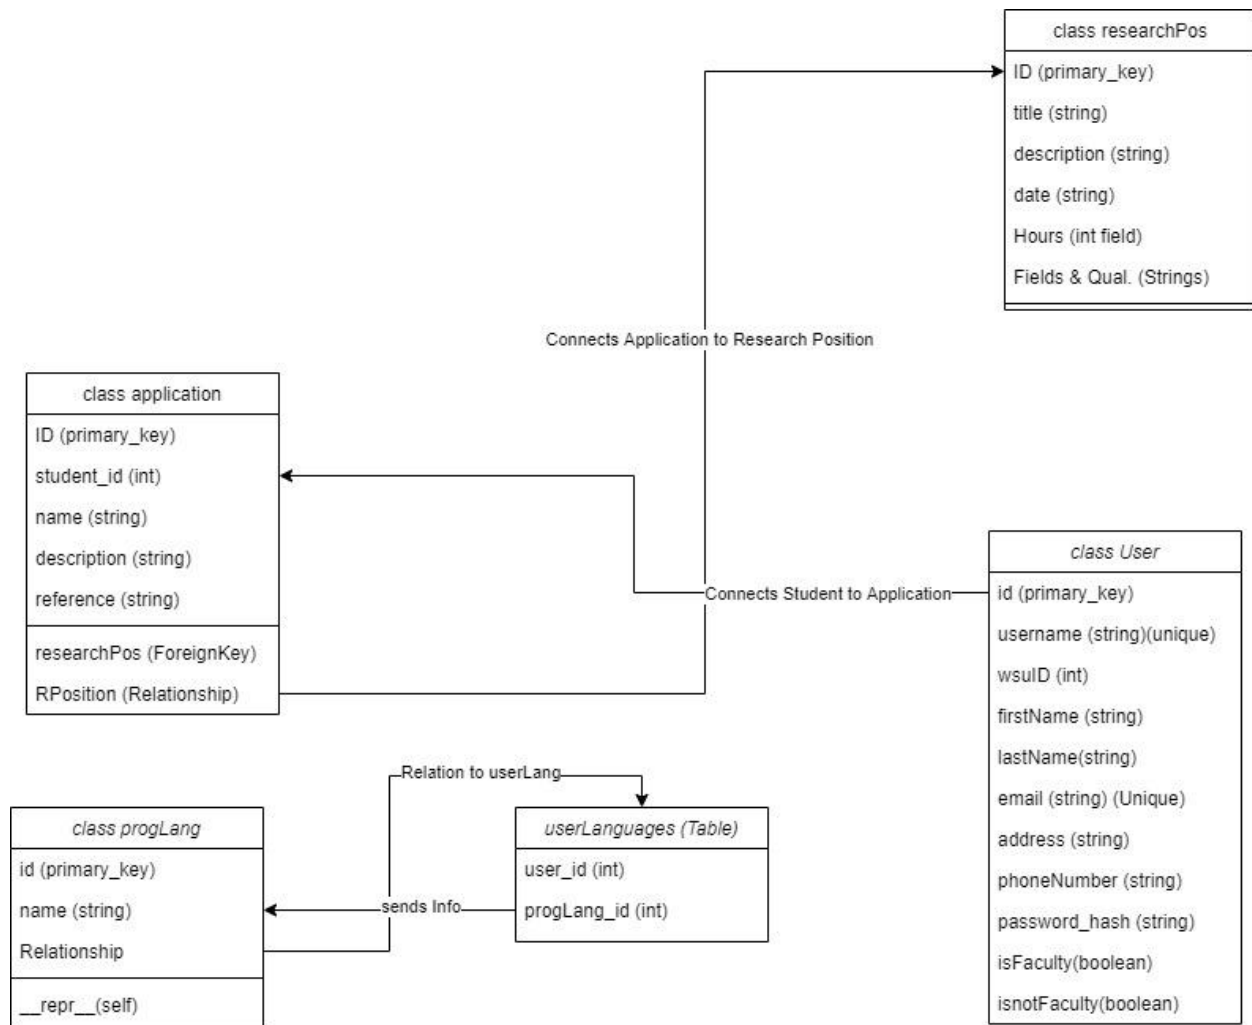 class researchPos
ID (primary_key)
title (string)
description (string)
date (string)
Hours (int field)
Fields & Qual. (Strings)
Connects Application to Research Position
class application
ID (primary_key)
student_id (int)
name (string)
description (string)
reference (string)
researchPos (ForeignKey)
RPosition (Relationship)
Connects Student to Application
class User
id (primary_key)
username (string)(unique)
wsuID (int)
firstName (string)
lastName(string)
email (string) (Unique)
address (string)
phoneNumber (string)
password_hash (string)
isFaculty(boolean)
isnotFaculty(boolean)
Relation to userLang
class progLang
id (primary_key)
name (string)
Relationship
__repr__(self)
sends Info
userLanguages (Table)
user_id (int)
progLang_id (int)